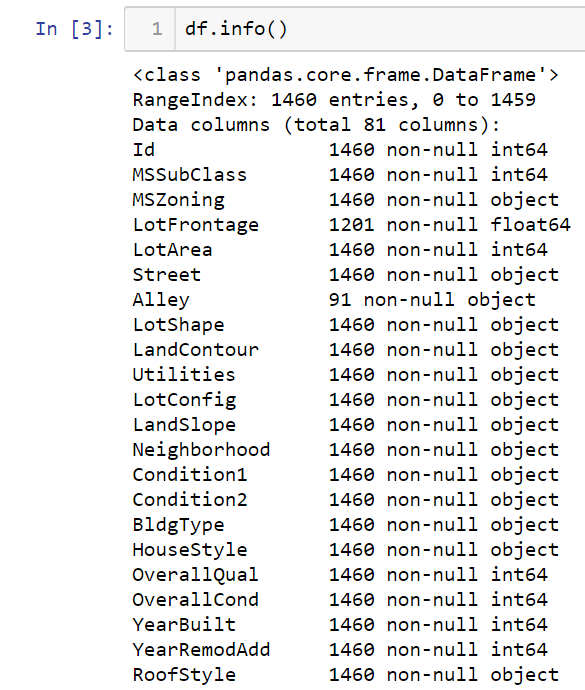 In [3]: 1 df.info()
<class 'pandas.core.frame.DataFrame'>
RangeIndex: 1460 entries, 0 to 1459
Data columns (total 81 columns):
Id 1460 non-null int64
MSSubClass 1460 non-null int64
MSZoning 1460 non-null object
LotFrontage 1201 non-null float64
LotArea 1460 non-null int64
Street 1460 non-null object
Alley 91 non-null object
LotShape 1460 non-null object
LandContour 1460 non-null object
Utilities 1460 non-null object
LotConfig 1460 non-null object
LandSlope 1460 non-null object
Neighborhood 1460 non-null object
Condition1 1460 non-null object
Condition2 1460 non-null object
BldgType 1460 non-null object
HouseStyle 1460 non-null object
OverallQual 1460 non-null int64
OverallCond 1460 non-null int64
YearBuilt 1460 non-null int64
YearRemodAdd 1460 non-null int64
RoofStyle 1460 non-null object